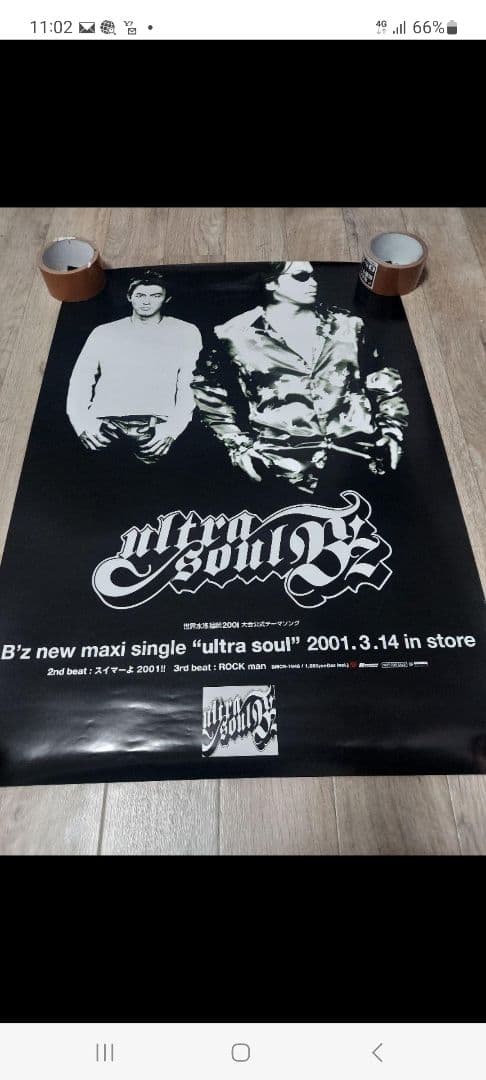 11:02
4G
66%
ultra
soul B'z
世界水泳福岡2001 大会公式テーマソング
B'z new maxi single “ultra soul” 2001.3.14 in store
2nd beat : スイマーよ 2001!! 3rd beat : ROCK man
ultra
soul B'z